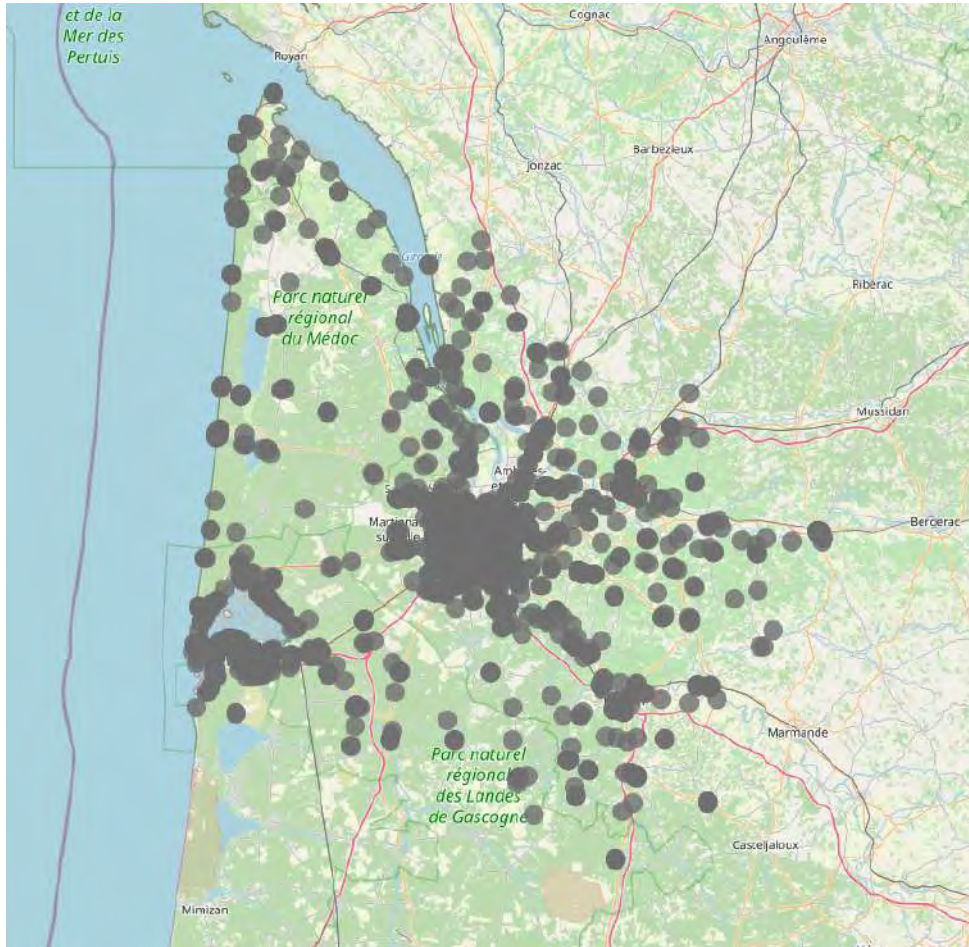 et de la
Mer des
Pertuis
Cognac
Angoulême
Royan
Barbezieux
Jonzac
Ribérac
Parc naturel
régional
du Médoc
Mussidan
Bergerac
Marmande
Parc naturel
régional
des Landes
de Gascogne
Casteljaloux
Mimizan